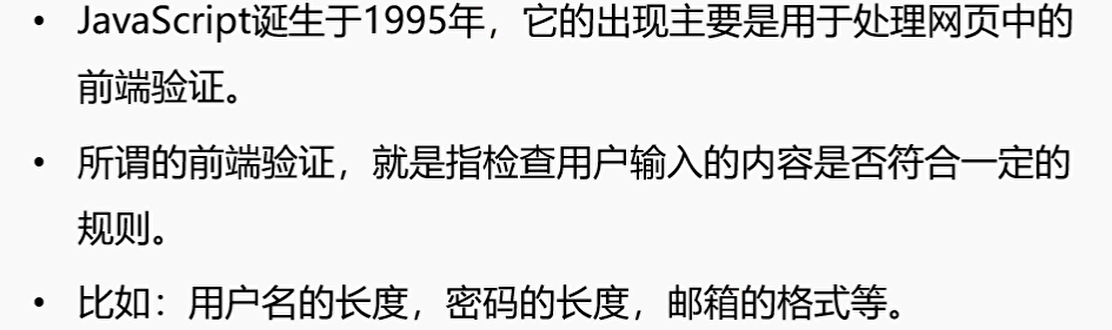 • JavaScript诞生于1995年，它的出现主要是用于处理网页中的
前端验证。
• 所谓的前端验证，就是指检查用户输入的内容是否符合一定的
规则。
• 比如：用户名的长度，密码的长度，邮箱的格式等。